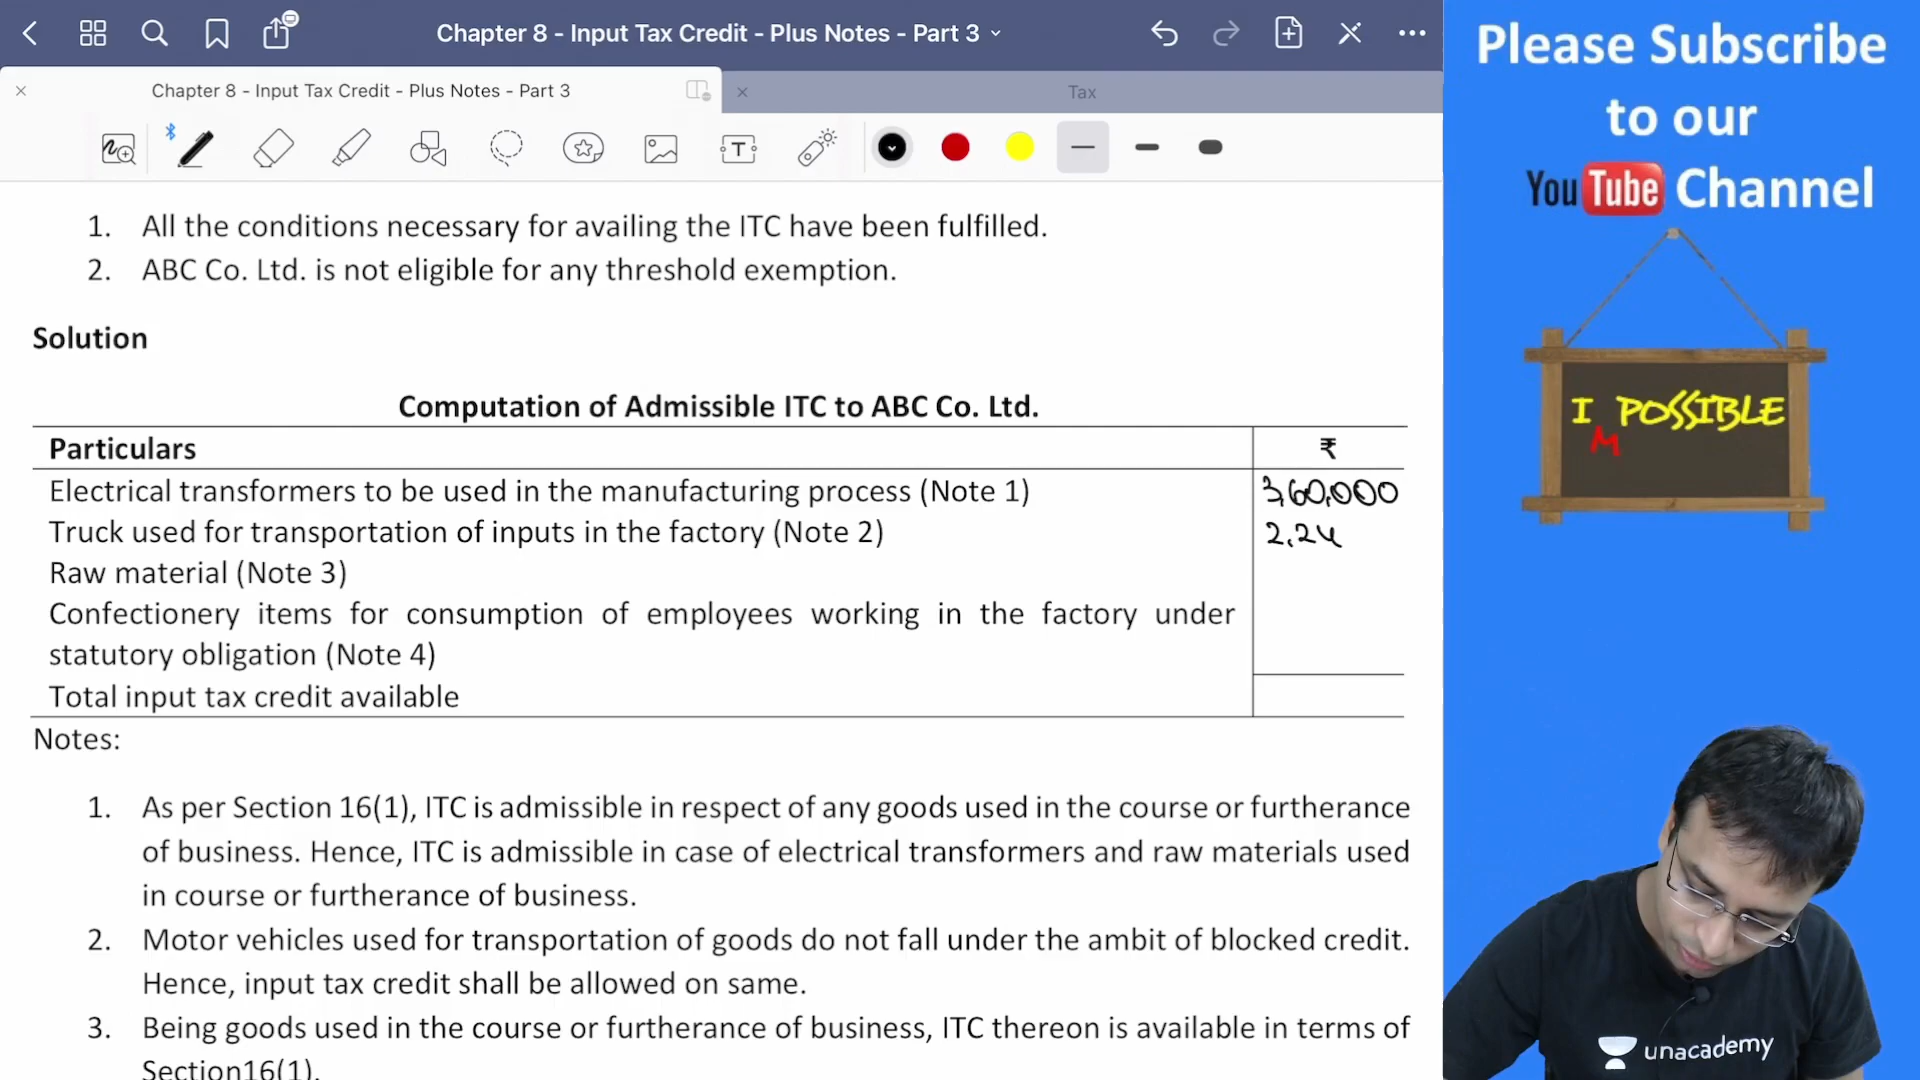 Chapter 8 - Input Tax Credit - Plus Notes - Part 3
Chapter 8 - Input Tax Credit - Plus Notes - Part 3
Tax
T
1. All the conditions necessary for availing the ITC have been fulfilled.
2. ABC Co. Ltd. is not eligible for any threshold exemption.
Solution
Computation of Admissible ITC to ABC Co. Ltd.
Particulars ₹
Electrical transformers to be used in the manufacturing process (Note 1) 3,60,000
Truck used for transportation of inputs in the factory (Note 2) 2,24
Raw material (Note 3)
Confectionery items for consumption of employees working in the factory under
statutory obligation (Note 4)
Total input tax credit available
Notes:
1. As per Section 16(1), ITC is admissible in respect of any goods used in the course or furtherance
of business. Hence, ITC is admissible in case of electrical transformers and raw materials used
in course or furtherance of business.
2. Motor vehicles used for transportation of goods do not fall under the ambit of blocked credit.
Hence, input tax credit shall be allowed on same.
3. Being goods used in the course or furtherance of business, ITC thereon is available in terms of
Section16(1).
Please Subscribe
to our
YouTube Channel
I POSSIBLE
M
unacademy